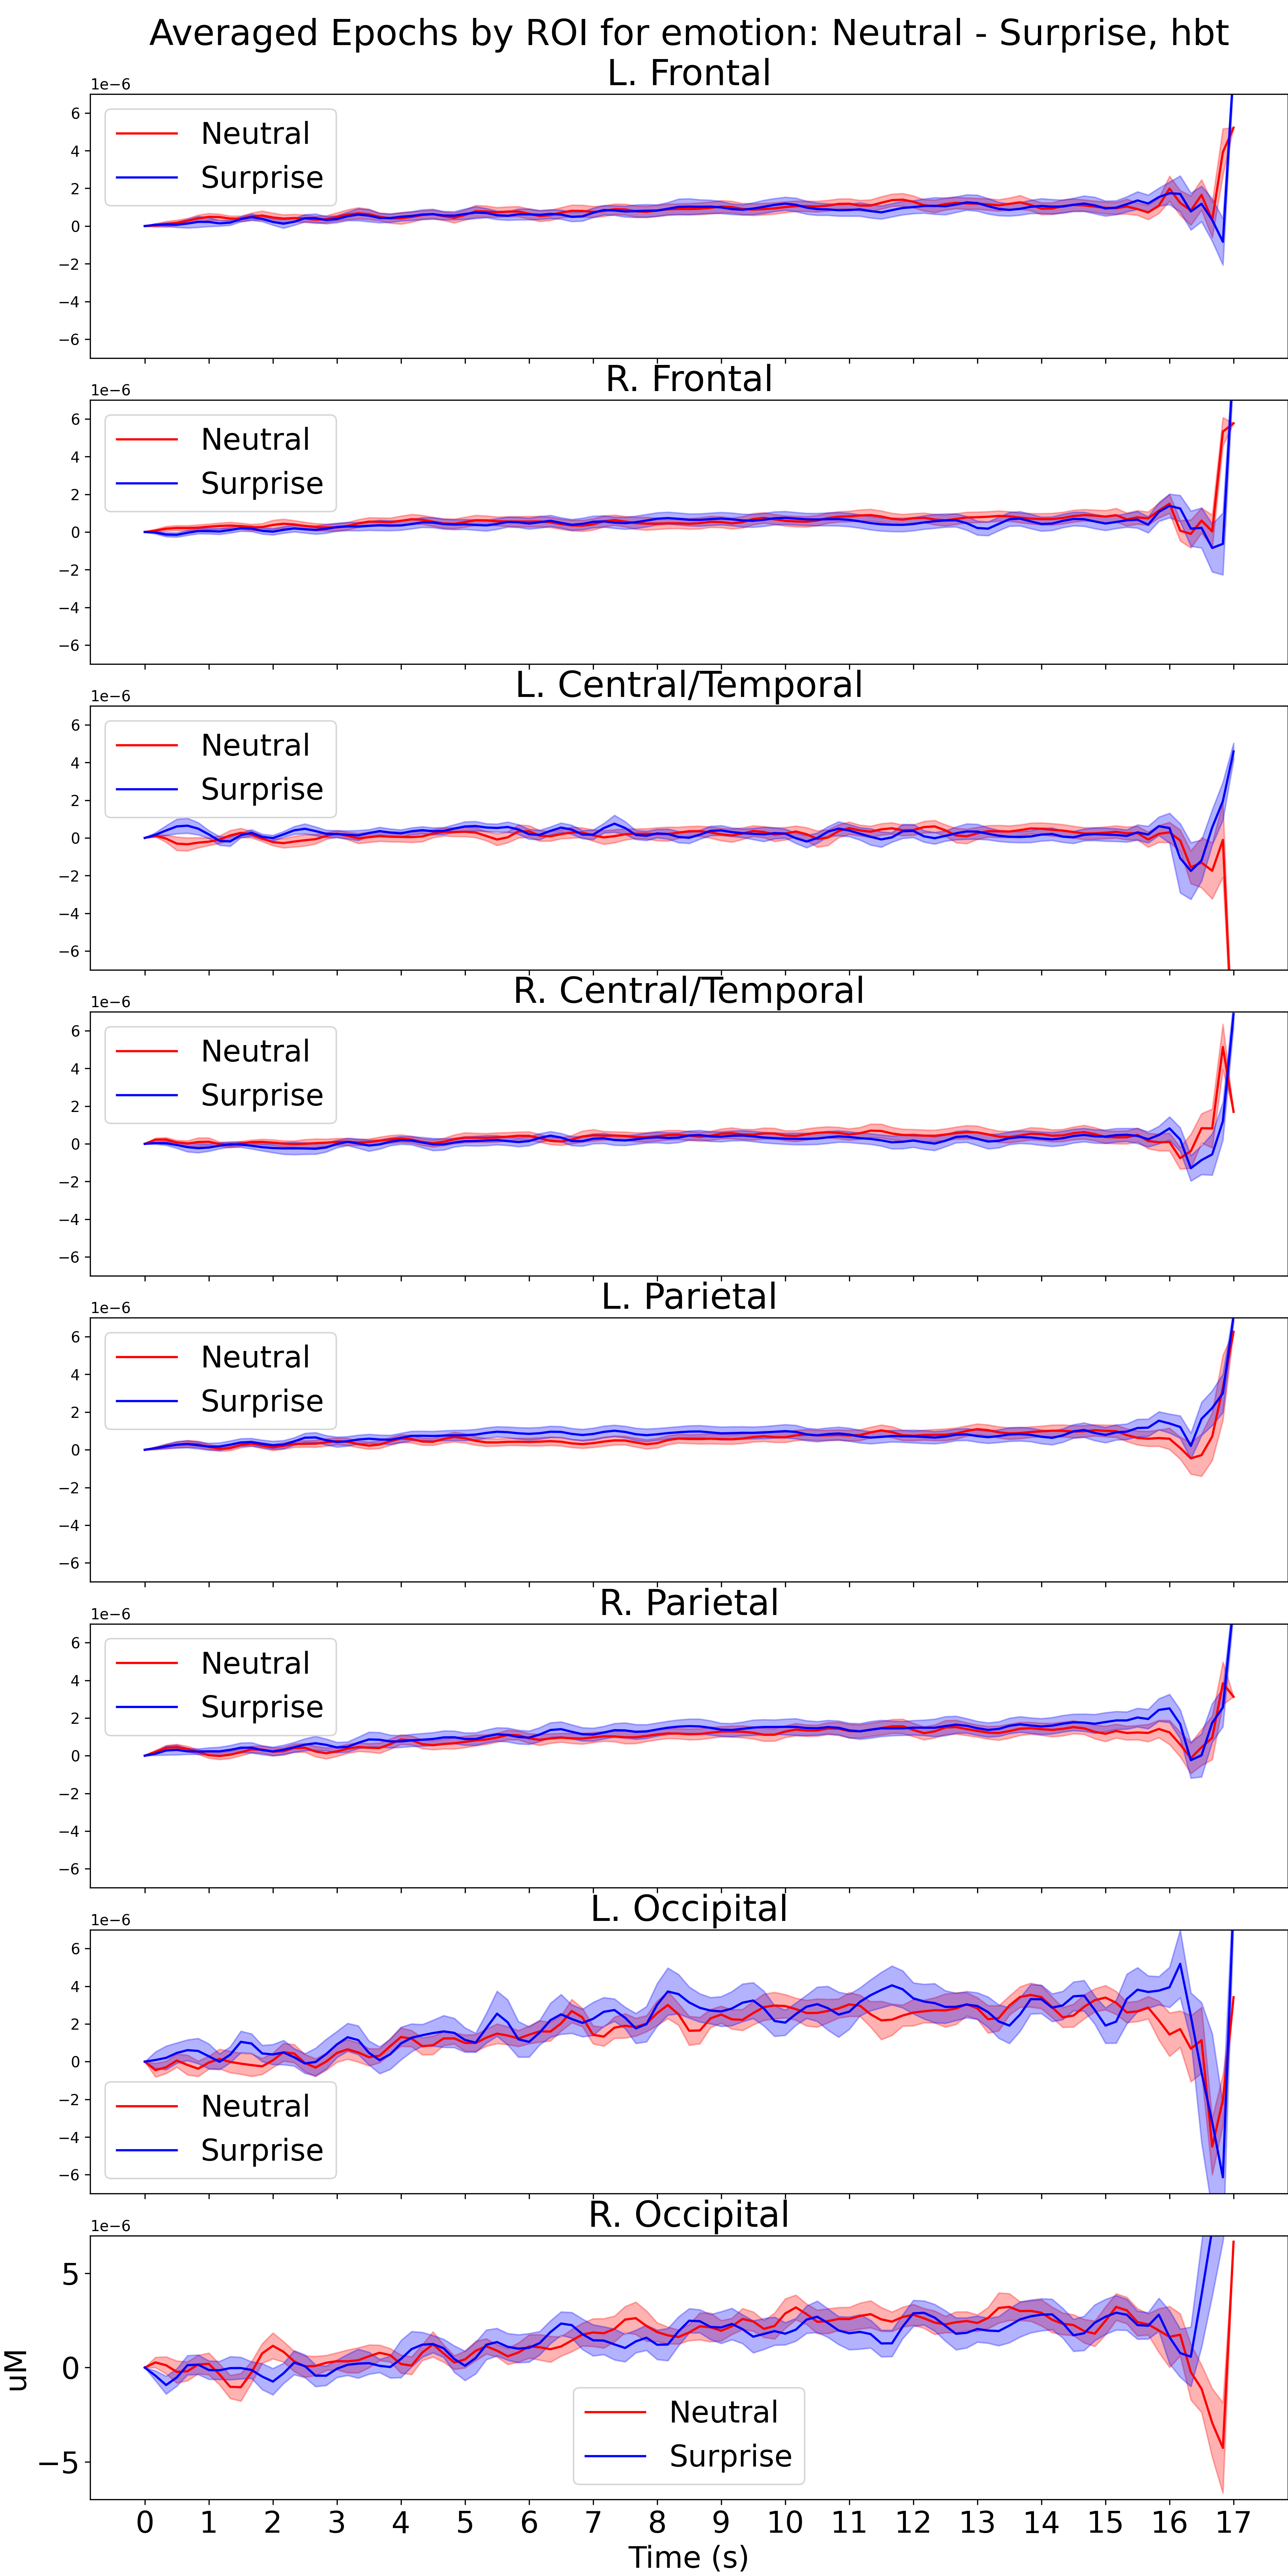 Averaged Epochs by ROI for emotion: Neutral - Surprise, hbt
L. Frontal
1e−6
6
4
2
0
−2
−4
−6
Neutral
Surprise
R. Frontal
1e−6
6
4
2
0
−2
−4
−6
Neutral
Surprise
L. Central/Temporal
1e−6
6
4
2
0
−2
−4
−6
Neutral
Surprise
R. Central/Temporal
1e−6
6
4
2
0
−2
−4
−6
Neutral
Surprise
L. Parietal
1e−6
6
4
2
0
−2
−4
−6
Neutral
Surprise
R. Parietal
1e−6
6
4
2
0
−2
−4
−6
Neutral
Surprise
L. Occipital
1e−6
6
4
2
0
−2
−4
−6
Neutral
Surprise
R. Occipital
1e−6
5
0
−5
uM
Neutral
Surprise
0 1 2 3 4 5 6 7 8 9 10 11 12 13 14 15 16 17
Time (s)